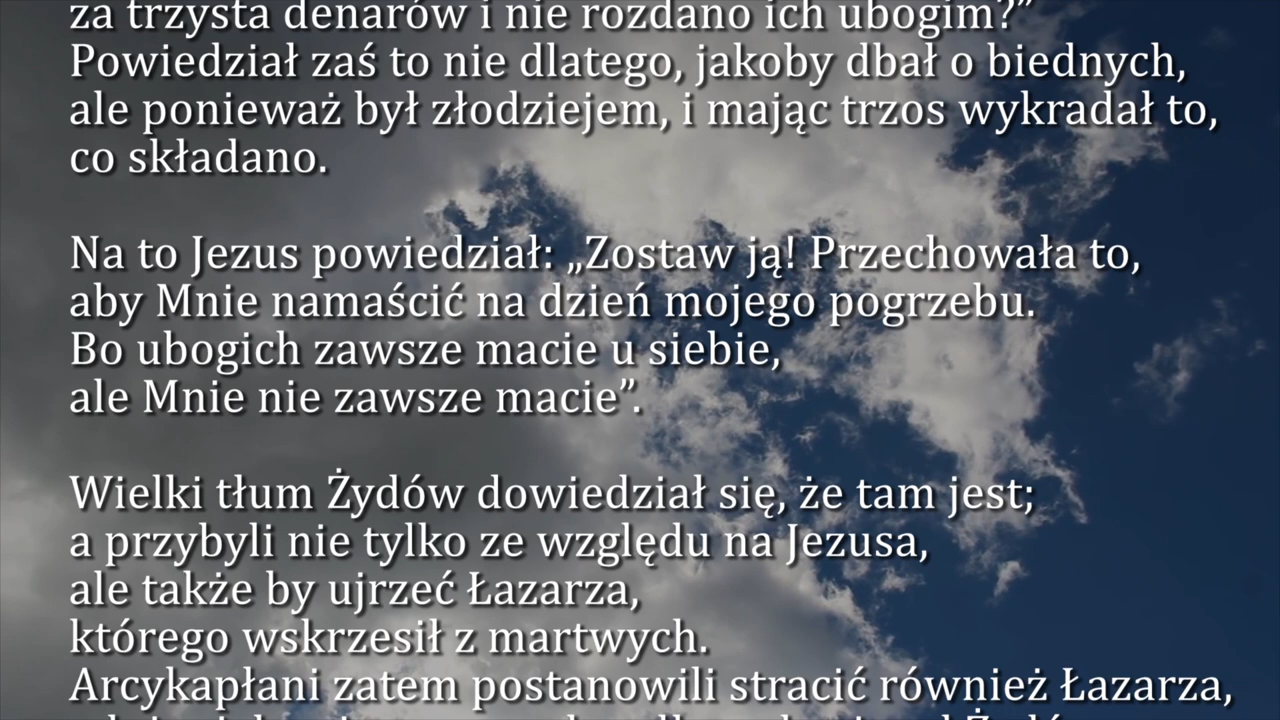 za trzysta denarów i nie rozdano ich ubogim?”
Powiedział zaś to nie dlatego, jakoby dbał o biednych,
ale ponieważ był złodziejem, i mając trzos wykradał to,
co składano.
Na to Jezus powiedział: „Zostaw ją! Przechowała to,
aby Mnie namaścić na dzień mojego pogrzebu.
Bo ubogich zawsze macie u siebie,
ale Mnie nie zawsze macie”.
Wielki tłum Żydów dowiedział się, że tam jest;
a przybyli nie tylko ze względu na Jezusa,
ale także by ujrzeć Łazarza,
którego wskrzesił z martwych.
Arcykapłani zatem postanowili stracić również Łazarza,